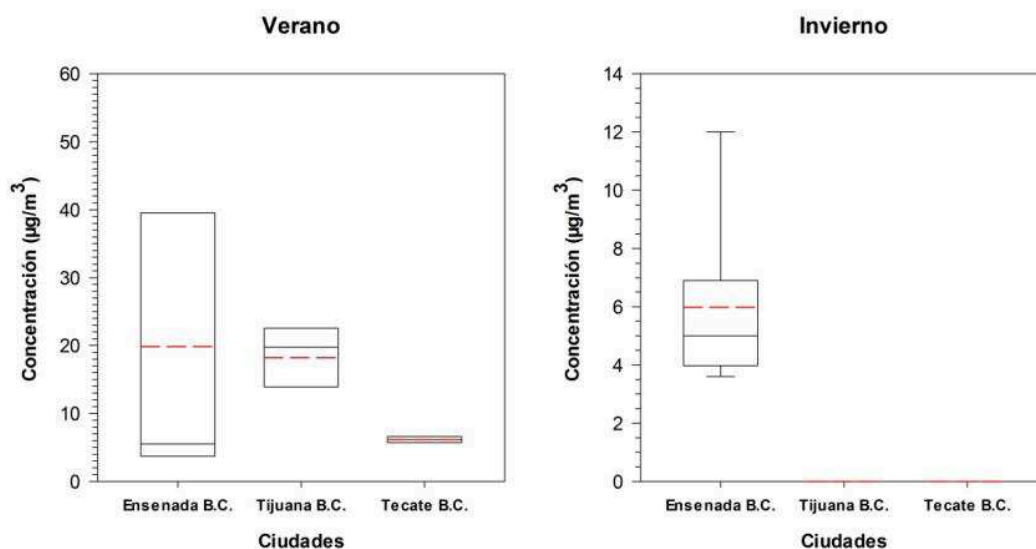 Verano
Concentración (µg/m³)
60
50
40
30
20
10
0
Ensenada B.C. Tijuana B.C. Tecate B.C.
Ciudades
Invierno
Concentración (µg/m³)
14
12
10
8
6
4
2
0
Ensenada B.C. Tijuana B.C. Tecate B.C.
Ciudades